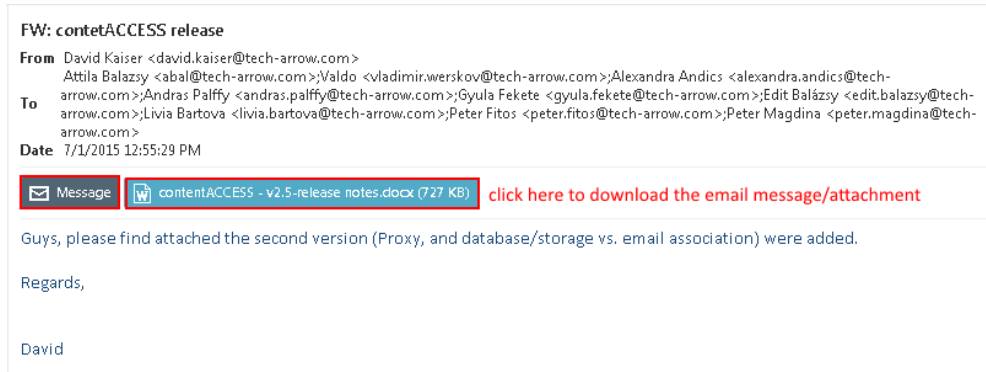 FW: contetACCESS release
From David Kaiser <david.kaiser@tech-arrow.com>
Attila Balazsy <abal@tech-arrow.com>;Valdo <vladimir.werskov@tech-arrow.com>;Alexandra Andics <alexandra.andics@tech-
To arrow.com>;Andras Palffy <andras.palffy@tech-arrow.com>;Gyula Fekete <gyula.fekete@tech-arrow.com>;Edit Balázsy <edit.balazsy@tech-
arrow.com>;Livia Bartova <livia.bartova@tech-arrow.com>;Peter Fitos <peter.fitos@tech-arrow.com>;Peter Magdina <peter.magdina@tech-
arrow.com>
Date 7/1/2015 12:55:29 PM
Message contentACCESS - v2.5-release notes.docx (727 KB) click here to download the email message/attachment
Guys, please find attached the second version (Proxy, and database/storage vs. email association) were added.
Regards,
David